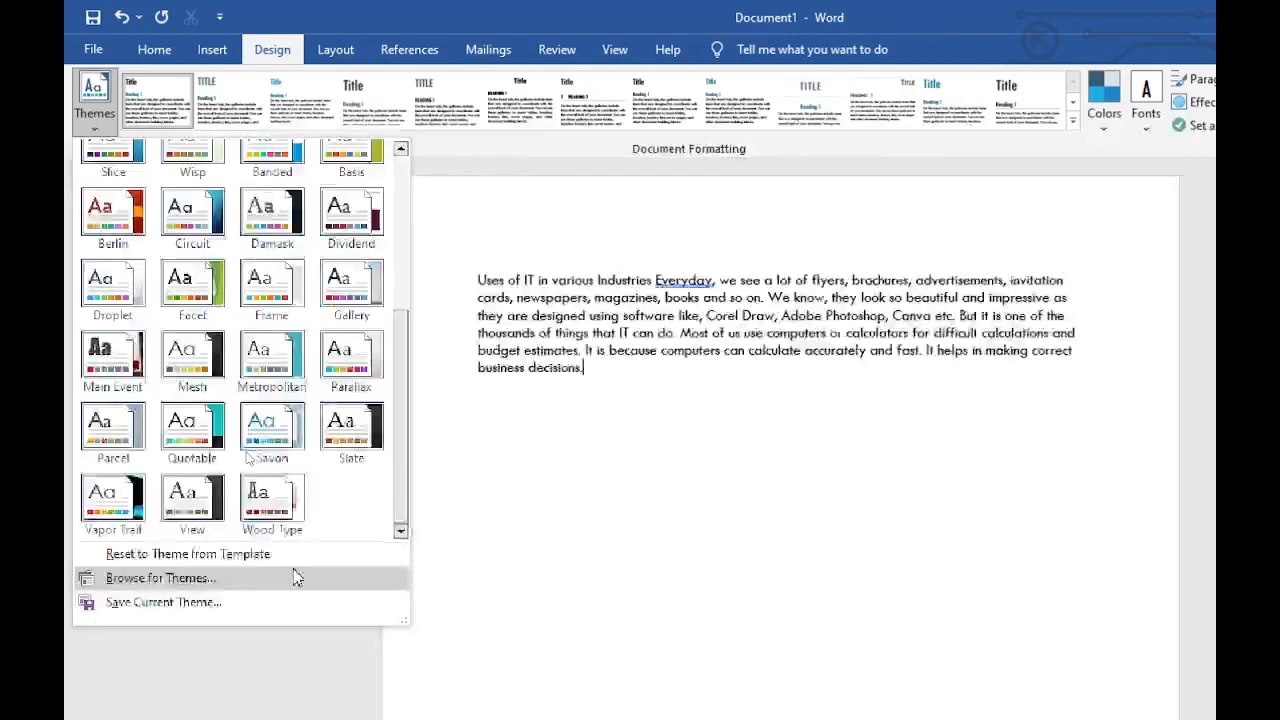 Document1 - Word
File Home Insert Design Layout References Mailings Review View Help Tell me what you want to do
Themes
Colors
Fonts
Parag
Effec
Set a
Document Formatting
Slice Wisp Banded Basis
Berlin Circuit Damask Dividend
Droplet Facet Frame Gallery
Main Event Mesh Metropolitan Parallax
Parcel Quotable Savon Slate
Vapor Trail View Wood Type
Reset to Theme from Template
Browse for Themes...
Save Current Theme...
Uses of IT in various Industries Everyday, we see a lot of flyers, brochures, advertisements, invitation
cards, newspapers, magazines, books and so on. We know, they look so beautiful and impressive as
they are designed using software like, Corel Draw, Adobe Photoshop, Canva etc. But it is one of the
thousands of things that IT can do. Most of us use computers or calculators for difficult calculations and
budget estimates. It is because computers can calculate accurately and fast. It helps in making correct
business decisions.